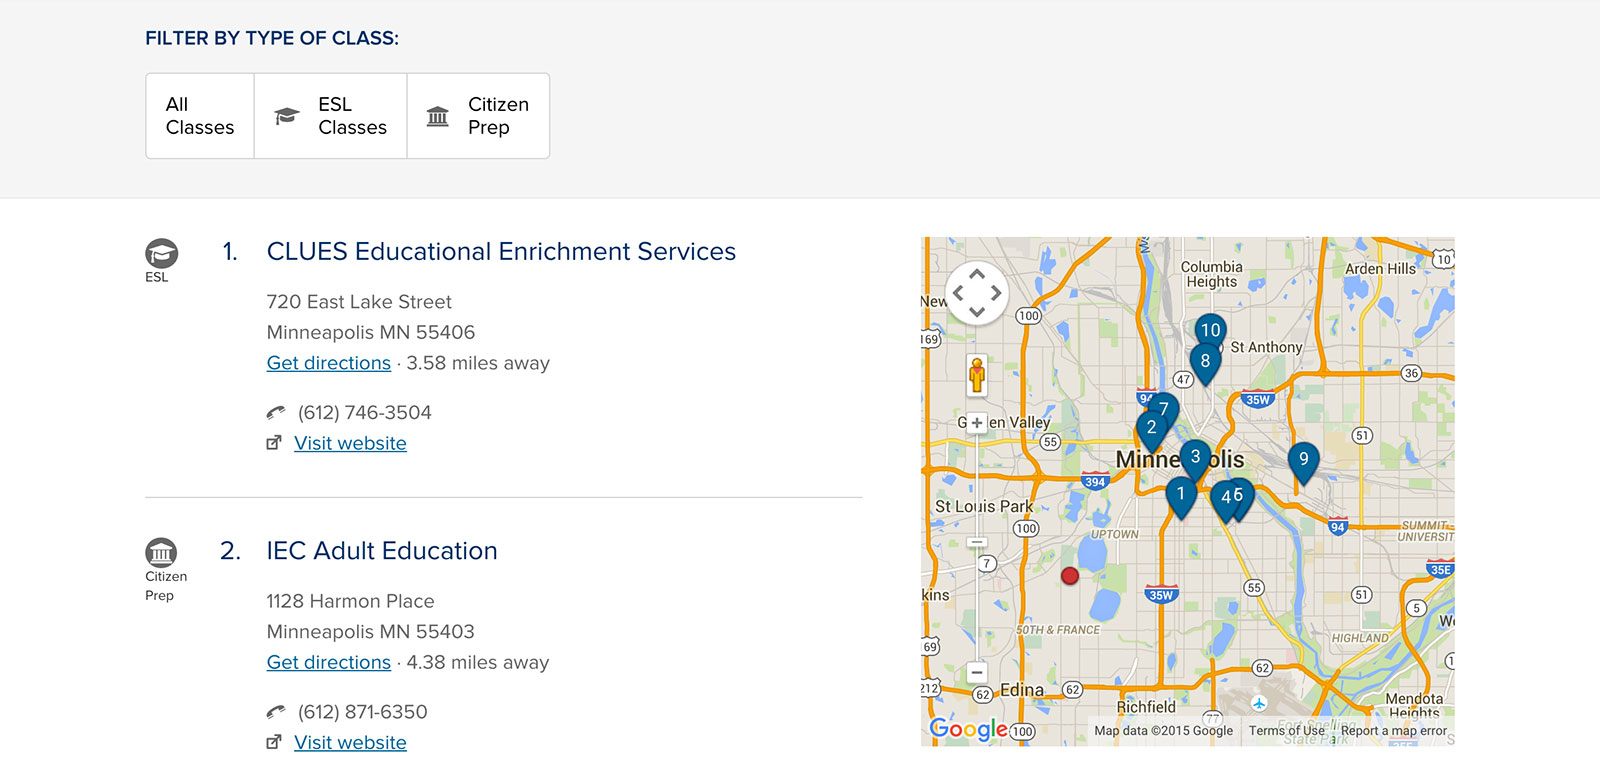 FILTER BY TYPE OF CLASS:
All
Classes
ESL
Classes
Citizen
Prep
ESL
1. CLUES Educational Enrichment Services
720 East Lake Street
Minneapolis MN 55406
Get directions · 3.58 miles away
(612) 746-3504
Visit website
Citizen
Prep
2. IEC Adult Education
1128 Harmon Place
Minneapolis MN 55403
Get directions · 4.38 miles away
(612) 871-6350
Visit website
Columbia
Heights
Arden Hills
10
New
100
169
10
St Anthony
8
47
36
94
35W
7
Valley
2
55
51
3
9
394
1
4
St Louis Park
94
SUMMIT
100
UPTOWN
7
35E
55
35W
51
kins
5
50TH & FRANCE
HIGHLAND
69
62
212
62
Edina
62
Richfield
Mendota
Heights
77
Google
100
Map data ©2015 Google
Terms of Use
Report a map error
Fort Snelling
State Park